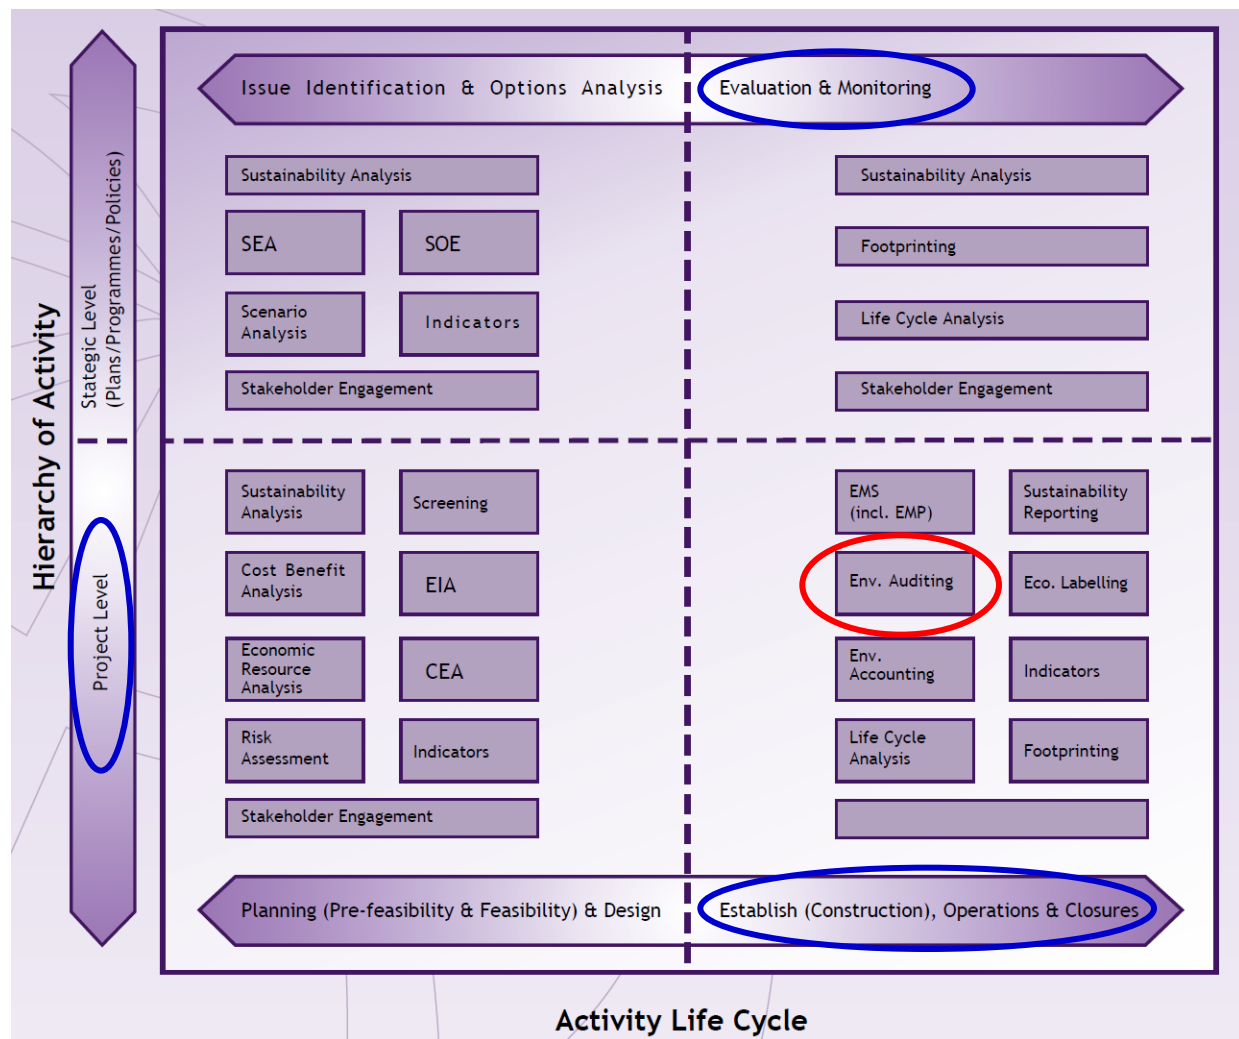 Issue Identification & Options Analysis
Evaluation & Monitoring
Hierarchy of Activity
Stategic Level
(Plans/Programmes/Policies)
Project Level
Sustainability Analysis
SEA
SOE
Scenario
Analysis
Indicators
Stakeholder Engagement
Sustainability Analysis
Footprinting
Life Cycle Analysis
Stakeholder Engagement
Sustainability
Analysis
Screening
Cost Benefit
Analysis
EIA
Economic
Resource
Analysis
CEA
Risk
Assessment
Indicators
Stakeholder Engagement
EMS
(incl. EMP)
Sustainability
Reporting
Env. Auditing
Eco. Labelling
Env.
Accounting
Indicators
Life Cycle
Analysis
Footprinting
Planning (Pre-feasibility & Feasibility) & Design
Establish (Construction), Operations & Closures
Activity Life Cycle